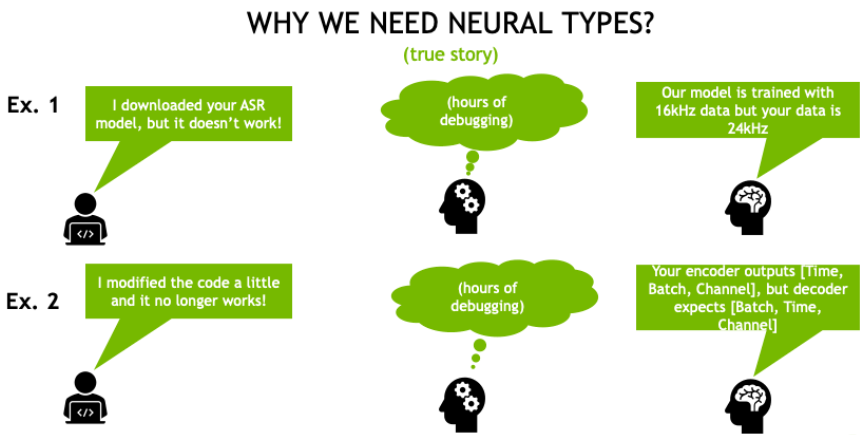 WHY WE NEED NEURAL TYPES?
(true story)
Ex. 1
I downloaded your ASR
model, but it doesn't work!
(hours of
debugging)
Our model is trained with
16kHz data but your data is
24kHz
Ex. 2
I modified the code a little
and it no longer works!
(hours of
debugging)
Your encoder outputs [Time,
Batch, Channel], but decoder
expects [Batch, Time,
Channel]